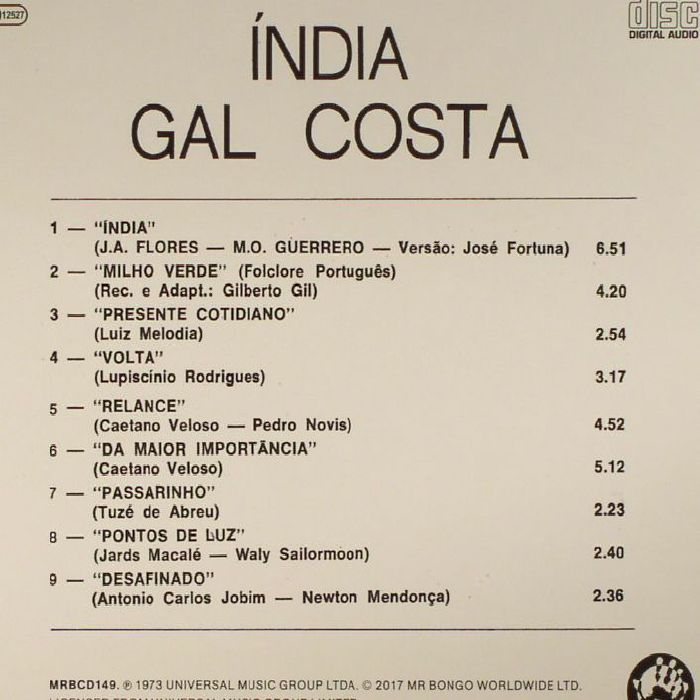 12527
disc
DIGITAL AUDIO
ÍNDIA
GAL COSTA
1 — “ÍNDIA”
(J.A. FLORES — M.O. GUERRERO — Versão: José Fortuna) 6.51
2 — “MILHO VERDE” (Folclore Português)
(Rec. e Adapt.: Gilberto Gil) 4.20
3 — “PRESENTE COTIDIANO”
(Luiz Melodia) 2.54
4 — “VOLTA”
(Lupiscínio Rodrigues) 3.17
5 — “RELANCE”
(Caetano Veloso — Pedro Novis) 4.52
6 — “DA MAIOR IMPORTÂNCIA”
(Caetano Veloso) 5.12
7 — “PASSARINHO”
(Tuzé de Abreu) 2.23
8 — “PONTOS DE LUZ”
(Jards Macalé — Waly Sailormoon) 2.40
9 — “DESAFINADO”
(Antonio Carlos Jobim — Newton Mendonça) 2.36
MRBCD149. ℗ 1973 UNIVERSAL MUSIC GROUP LTDA. © 2017 MR BONGO WORLDWIDE LTD.